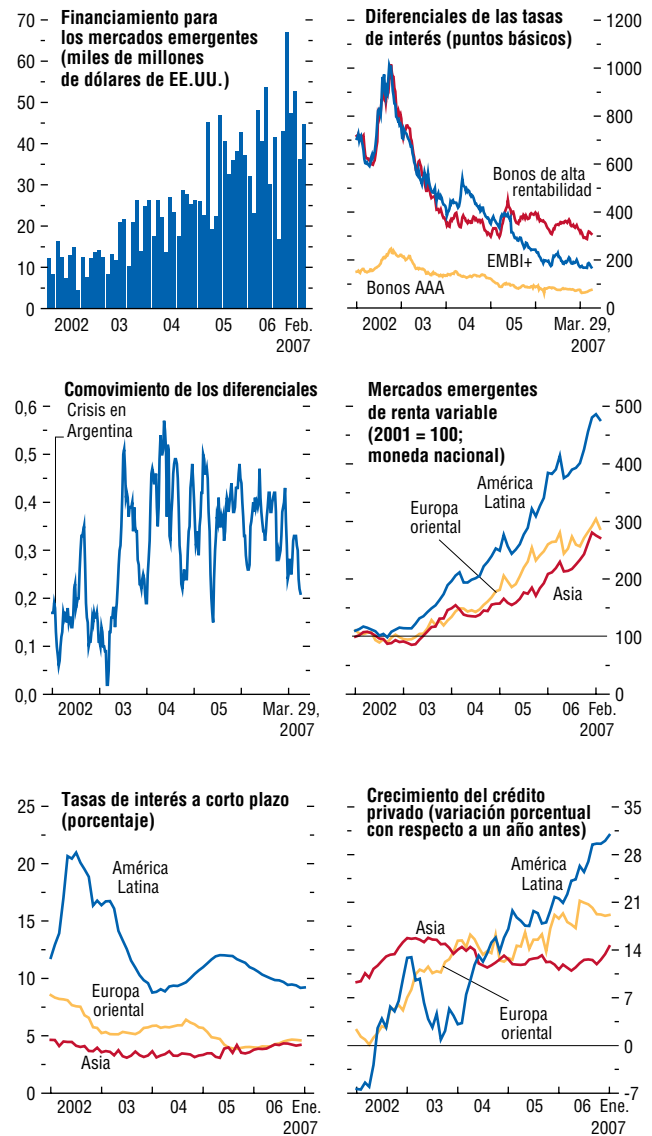 Financiamiento para
los mercados emergentes
(miles de millones
de dólares de EE.UU.)
70
60
50
40
30
20
10
0
2002 03 04 05 06 Feb.
2007
Diferenciales de las tasas
de interés (puntos básicos)
1200
1000
800
600
400
200
0
Bonos de alta
rentabilidad
EMBI+
Bonos AAA
2002 03 04 05 Mar. 29,
2007
Comovimiento de los diferenciales
0,6
0,5
0,4
0,3
0,2
0,1
0,0
Crisis en
Argentina
2002 03 04 05 Mar. 29,
2007
Mercados emergentes
de renta variable
(2001 = 100;
moneda nacional)
500
400
300
200
100
0
América
Latina
Europa
oriental
Asia
2002 03 04 05 06 Feb.
2007
Tasas de interés a corto plazo
(porcentaje)
25
20
15
10
5
0
América
Latina
Europa
oriental
Asia
2002 03 04 05 06 Ene.
2007
Crecimiento del crédito
privado (variación porcentual
con respecto a un año antes)
35
28
21
14
7
0
-7
América
Latina
Asia
Europa
oriental
2002 03 04 05 06 Ene.
2007